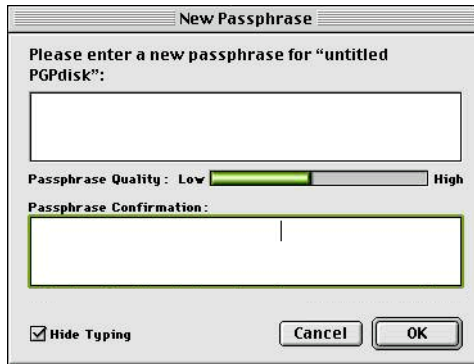 New Passphrase
Please enter a new passphrase for “untitled
PGPdisk”:
Passphrase Quality: Low High
Passphrase Confirmation:
Hide Typing Cancel OK